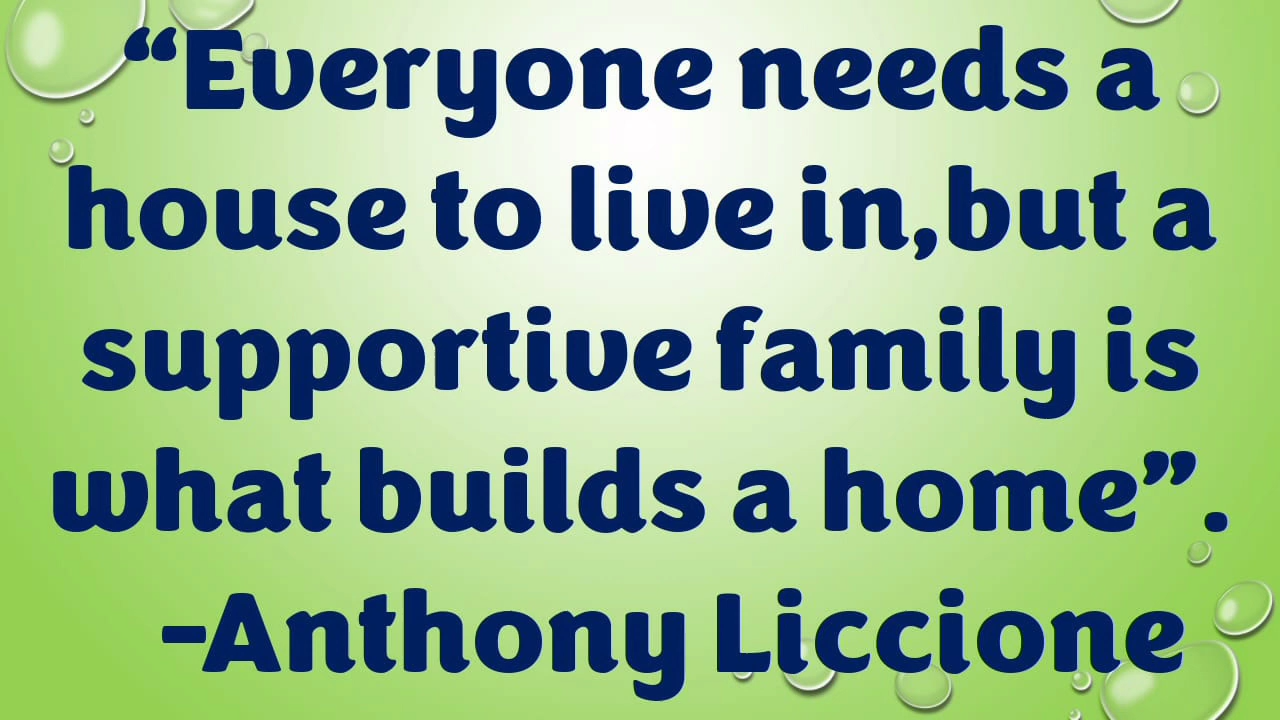 “Everyone needs a
house to live in,but a
supportive family is
what builds a home”.
-Anthony Liccione